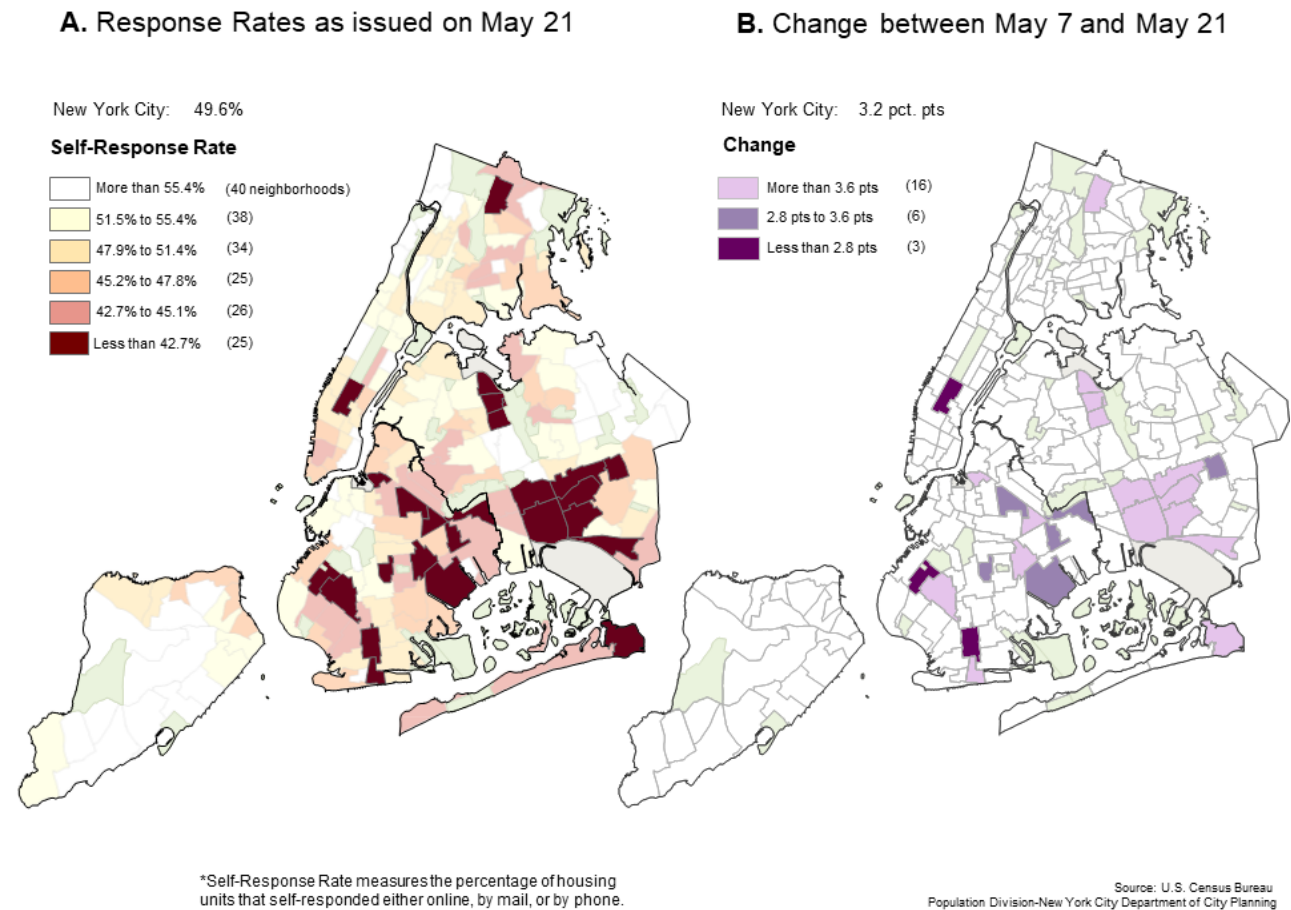 A. Response Rates as issued on May 21
New York City: 49.6%
Self-Response Rate
More than 55.4% (40 neighborhoods)
51.5% to 55.4% (38)
47.9% to 51.4% (34)
45.2% to 47.8% (25)
42.7% to 45.1% (26)
Less than 42.7% (25)
B. Change between May 7 and May 21
New York City: 3.2 pct. pts
Change
More than 3.6 pts (16)
2.8 pts to 3.6 pts (6)
Less than 2.8 pts (3)
*Self-Response Rate measures the percentage of housing
units that self-responded either online, by mail, or by phone.
Source: U.S. Census Bureau
Population Division-New York City Department of City Planning